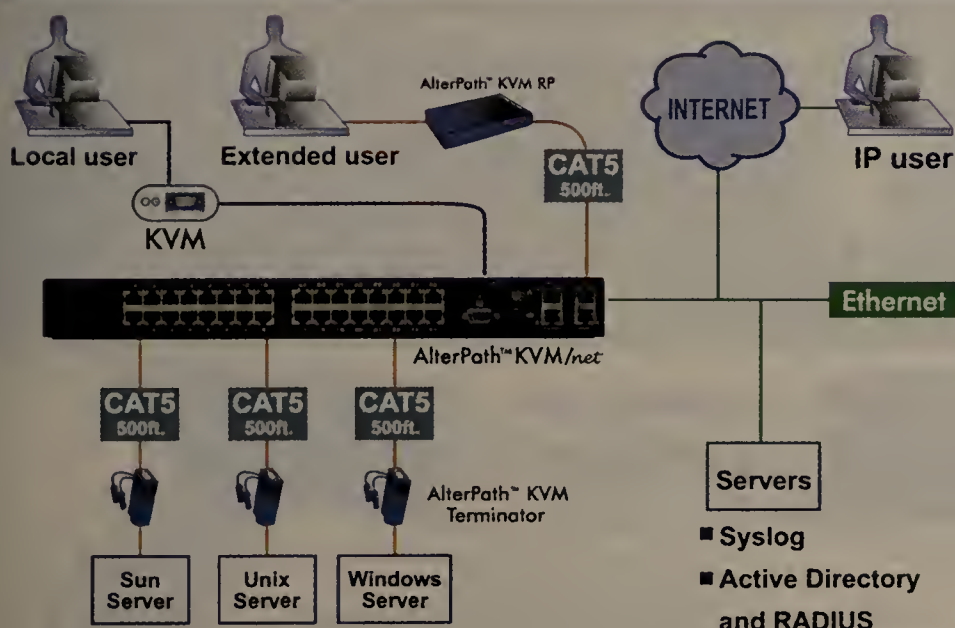 AlterPath™ KVM RP
INTERNET
Local user
Extended user
IP user
CAT5
500ft.
KVM
Ethernet
AlterPath™ KVM/net
CAT5
500ft.
CAT5
500ft.
CAT5
500ft.
AlterPath™ KVM
Terminator
Servers
Sun
Server
Unix
Server
Windows
Server
■ Syslog
■ Active Directory
and RADIUS